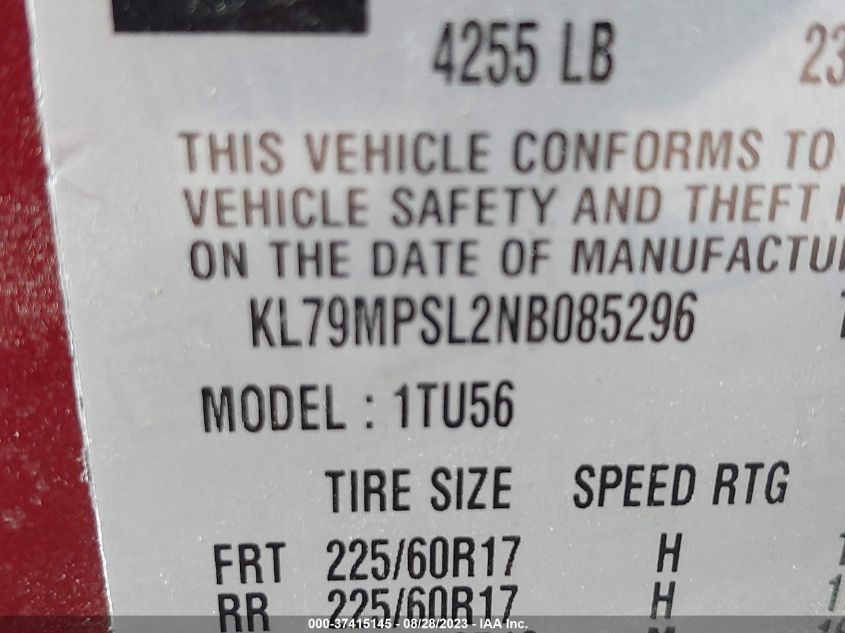 4255 LB 23
THIS VEHICLE CONFORMS TO
VEHICLE SAFETY AND THEFT
ON THE DATE OF MANUFACTU
KL79MPSL2NB085296
MODEL : 1TU56
TIRE SIZE SPEED RTG
FRT 225/60R17 H
RR 225/60R17 H
000-37415145 - 08/28/2023 - IAA Inc.